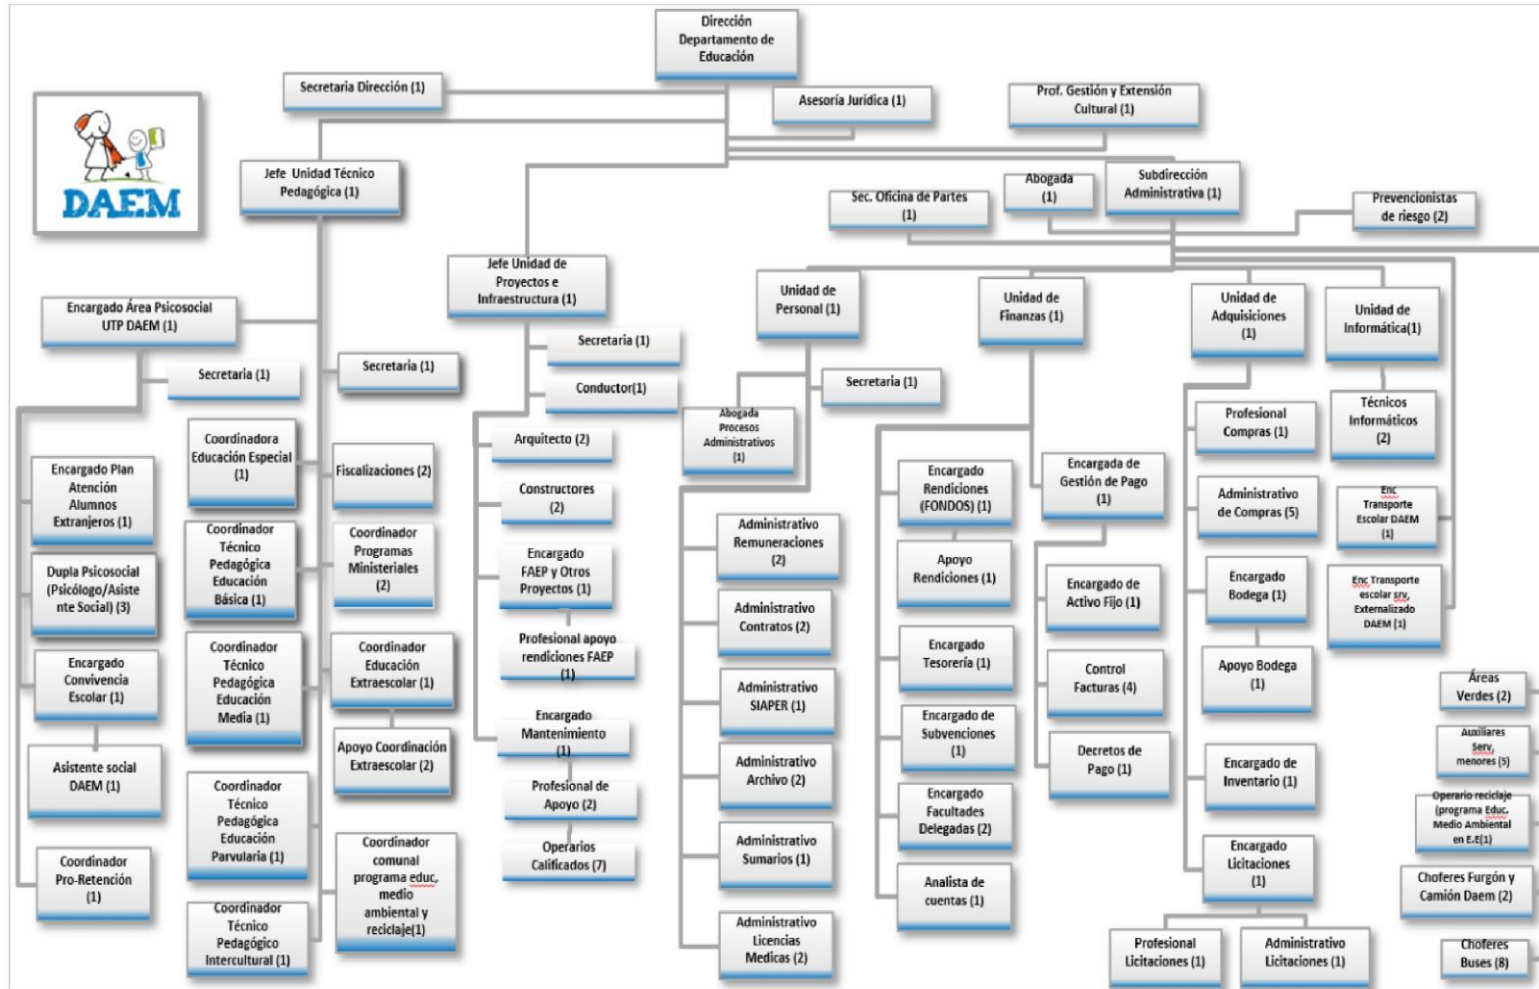 Dirección
Departamento de
Educación
Secretaria Dirección (1)
Asesoría Jurídica (1)
Prof. Gestión y Extensión
Cultural (1)
DAEM
Jefe Unidad Técnico
Pedagógica (1)
Sec. Oficina de Partes
(1)
Abogada
(1)
Subdirección
Administrativa (1)
Prevencionistas
de riesgo (2)
Jefe Unidad de
Proyectos e
Infraestructura (1)
Encargado Área Psicosocial
UTP DAEM (1)
Secretaria (1)
Encargado Plan
Atención
Alumnos
Extranjeros (1)
Dupla Psicosocial
(Psicólogo/Asiste
nte Social) (3)
Encargado
Convivencia
Escolar (1)
Asistente social
DAEM (1)
Coordinador
Pro-Retención
(1)
Secretaria (1)
Coordinadora
Educación Especial
(1)
Fiscalizaciones (2)
Coordinador
Técnico
Pedagógica
Educación
Básica (1)
Coordinador
Programas
Ministeriales
(2)
Coordinador
Técnico
Pedagógica
Educación
Media (1)
Coordinador
Educación
Extraescolar (1)
Apoyo Coordinación
Extraescolar (2)
Coordinador
Técnico
Pedagógica
Educación
Parvularia (1)
Coordinador
comunal
programa educ,
medio
ambiental y
reciclaje(1)
Coordinador
Técnico
Pedagógico
Intercultural (1)
Secretaria (1)
Conductor(1)
Arquitecto (2)
Constructores
(2)
Encargado
FAEP y Otros
Proyectos (1)
Profesional apoyo
rendiciones FAEP
(1)
Encargado
Mantenimiento
(1)
Profesional de
Apoyo (2)
Operarios
Calificados (7)
Unidad de
Personal (1)
Secretaria (1)
Abogada
Procesos
Administrativos
(1)
Administrativo
Remuneraciones
(2)
Administrativo
Contratos (2)
Administrativo
SIAPER (1)
Administrativo
Archivo (2)
Administrativo
Sumarios (1)
Administrativo
Licencias
Medicas (2)
Unidad de
Finanzas (1)
Encargado
Rendiciones
(FONDOS) (1)
Apoyo
Rendiciones (1)
Encargado
Tesorería (1)
Encargado de
Subvenciones
(1)
Encargado
Facultades
Delegadas (2)
Analista de
cuentas (1)
Encargada de
Gestión de Pago
(1)
Encargado de
Activo Fijo (1)
Control
Facturas (4)
Decretos de
Pago (1)
Unidad de
Adquisiciones
(1)
Profesional
Compras (1)
Administrativo
de Compras (5)
Encargado
Bodega (1)
Apoyo Bodega
(1)
Encargado de
Inventario (1)
Encargado
Licitaciones
(1)
Profesional
Licitaciones (1)
Administrativo
Licitaciones (1)
Unidad de
Informática(1)
Técnicos
Informáticos
(2)
Enc
Transporte
Escolar DAEM
(1)
Enc Transporte
escolar srv,
Externalizado
DAEM (1)
Áreas
Verdes (2)
Auxiliares
Serv,
menores (5)
Operario reciclaje
(programa Educ.
Medio Ambiental
en E.E(1)
Choferes Furgón y
Camión Daem (2)
Choferes
Buses (8)